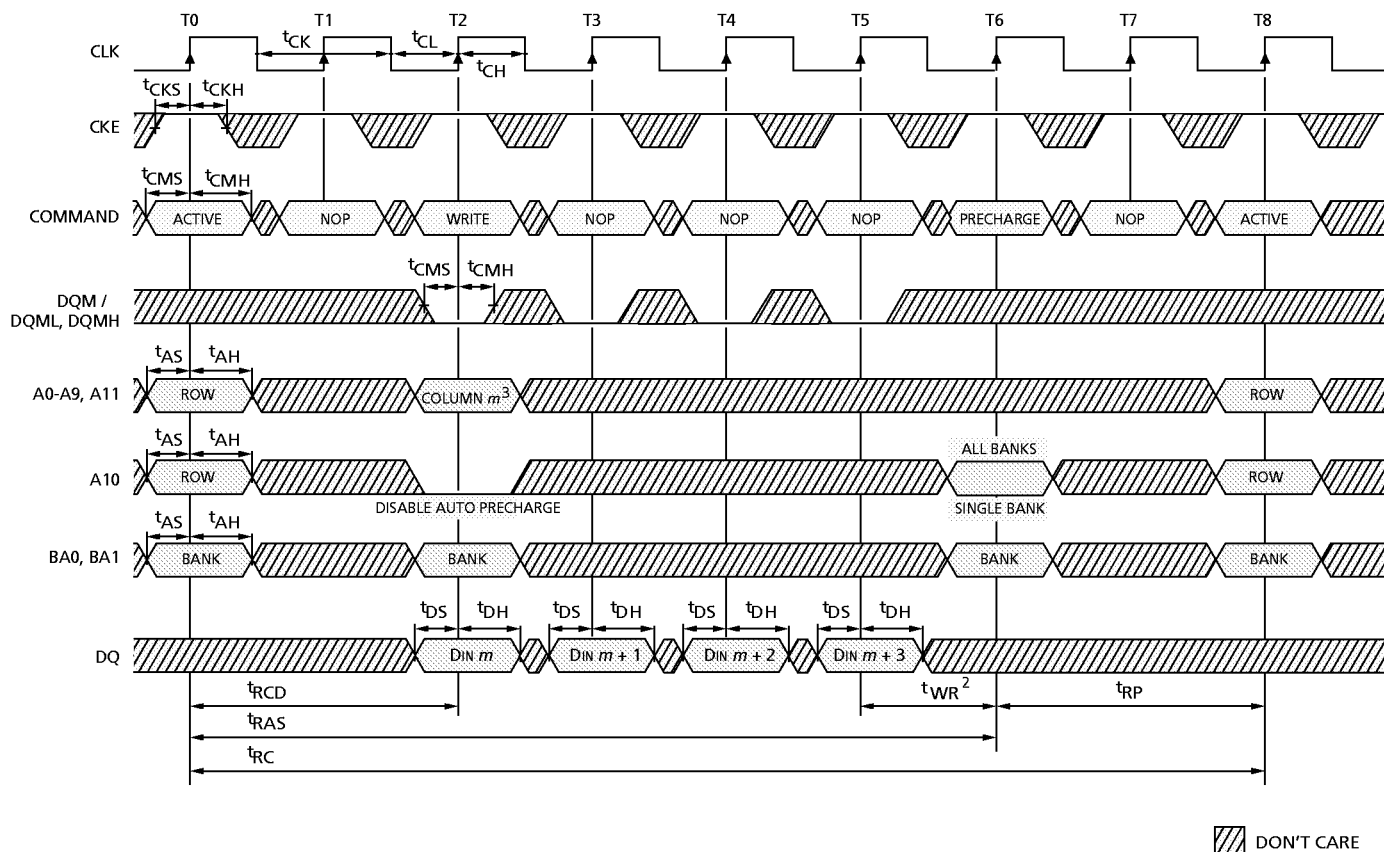 T0 T1 T2 T3 T4 T5 T6 T7 T8
CLK tCK tCL tCH
tCKS tCKH
CKE
tCMS tCMH
COMMAND ACTIVE NOP WRITE NOP NOP NOP PRECHARGE NOP ACTIVE
tCMS tCMH
DQM /
DQML, DQMH
tAS tAH
A0-A9, A11 ROW COLUMN m3 ROW
tAS tAH ALL BANKS
A10 ROW ROW
DISABLE AUTO PRECHARGE SINGLE BANK
tAS tAH
BA0, BA1 BANK BANK BANK BANK
tDS tDH tDS tDH tDS tDH tDS tDH
DQ DIN m DIN m + 1 DIN m + 2 DIN m + 3
tRCD tWR2 tRP
tRAS
tRC
DON'T CARE